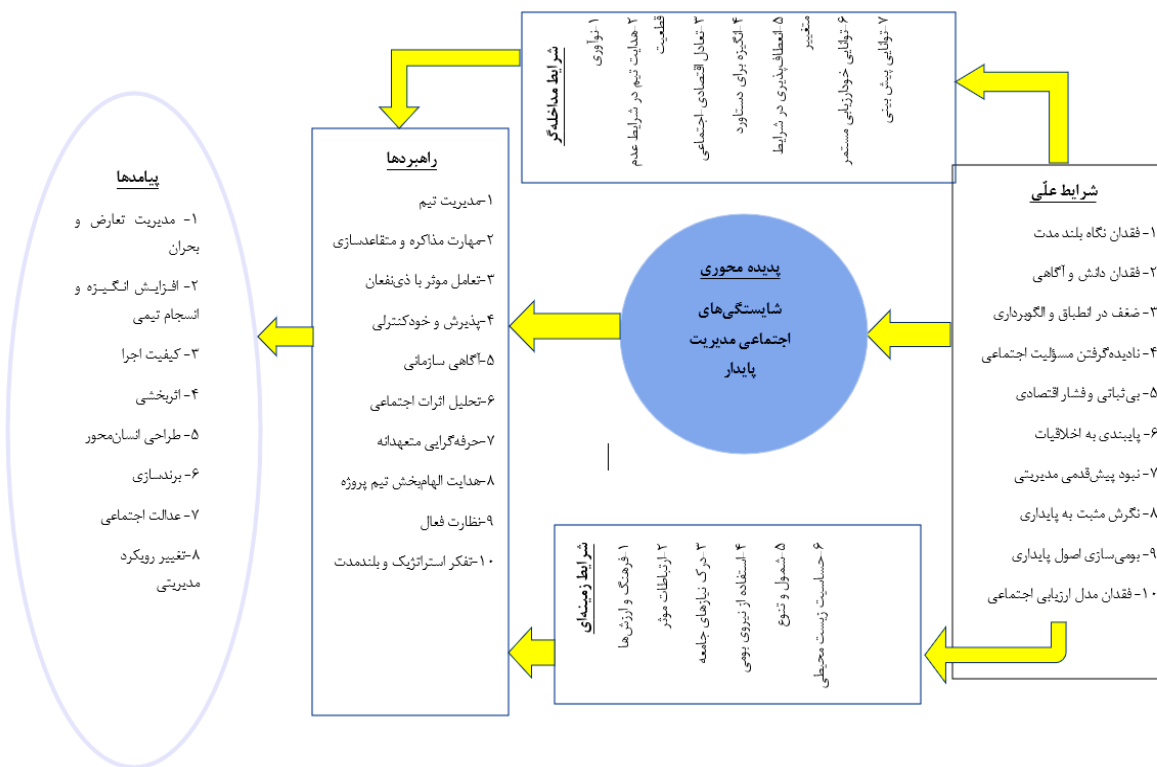 شرایط علّی
۱- فقدان نگاه بلند مدت
۲- فقدان دانش و آگاهی
۳- ضغف در انطباق و الگوبرداری
۴- نادیده‌گرفتن مسؤلیت اجتماعی
۵- بی‌ثباتی و فشار اقتصادی
۶- پایبندی به اخلاقیات
۷- نبود پیش‌قدمی مدیریتی
۸- نگرش مثبت به پایداری
۹- بومی‌سازی اصول پایداری
۱۰- فقدان مدل ارزیابی اجتماعی
شرایط مداخله‌گر
۱-نوآوری
۲-هدایت تیم در شرایط عدم
قطعیت
۳-تعادل اقتصادی-اجتماعی
۴-انگیزه برای دستاورد
۵-انعطاف‌پذیری در شرایط
متغییر
۶-توانایی خودارزیابی مستمر
۷-توانایی پیش بینی
پدیده محوری
شایستگی‌های
اجتماعی مدیریت
پایدار
شرایط زمینه‌ای
۱-فرهنگ و ارزش‌ها
۲-ارتباطات موثر
۳-درک نیازهای جامعه
۴-استفاده از نیروی بومی
۵-شمول و تنوع
۶-حساسیت زیست محیطی
راهبردها
۱-مدیریت تیم
۲-مهارت مذاکره و متقاعدسازی
۳-تعامل موثر با ذی‌نفعان
۴-پذیرش و خودکنترلی
۵-آگاهی سازمانی
۶-تحلیل اثرات اجتماعی
۷-حرفه‌گرایی متعهدانه
۸-هدایت الهام‌بخش تیم پروژه
۹-نظارت فعال
۱۰-تفکر استراتژیک و بلندمدت
پیامدها
۱- مدیریت تعارض و
بحران
۲- افزایش انگیزه و
انسجام تیمی
۳- کیفیت اجرا
۴- اثربخشی
۵- طراحی انسان‌محور
۶- برندسازی
۷- عدالت اجتماعی
۸-تغییر رویکرد
مدیریتی